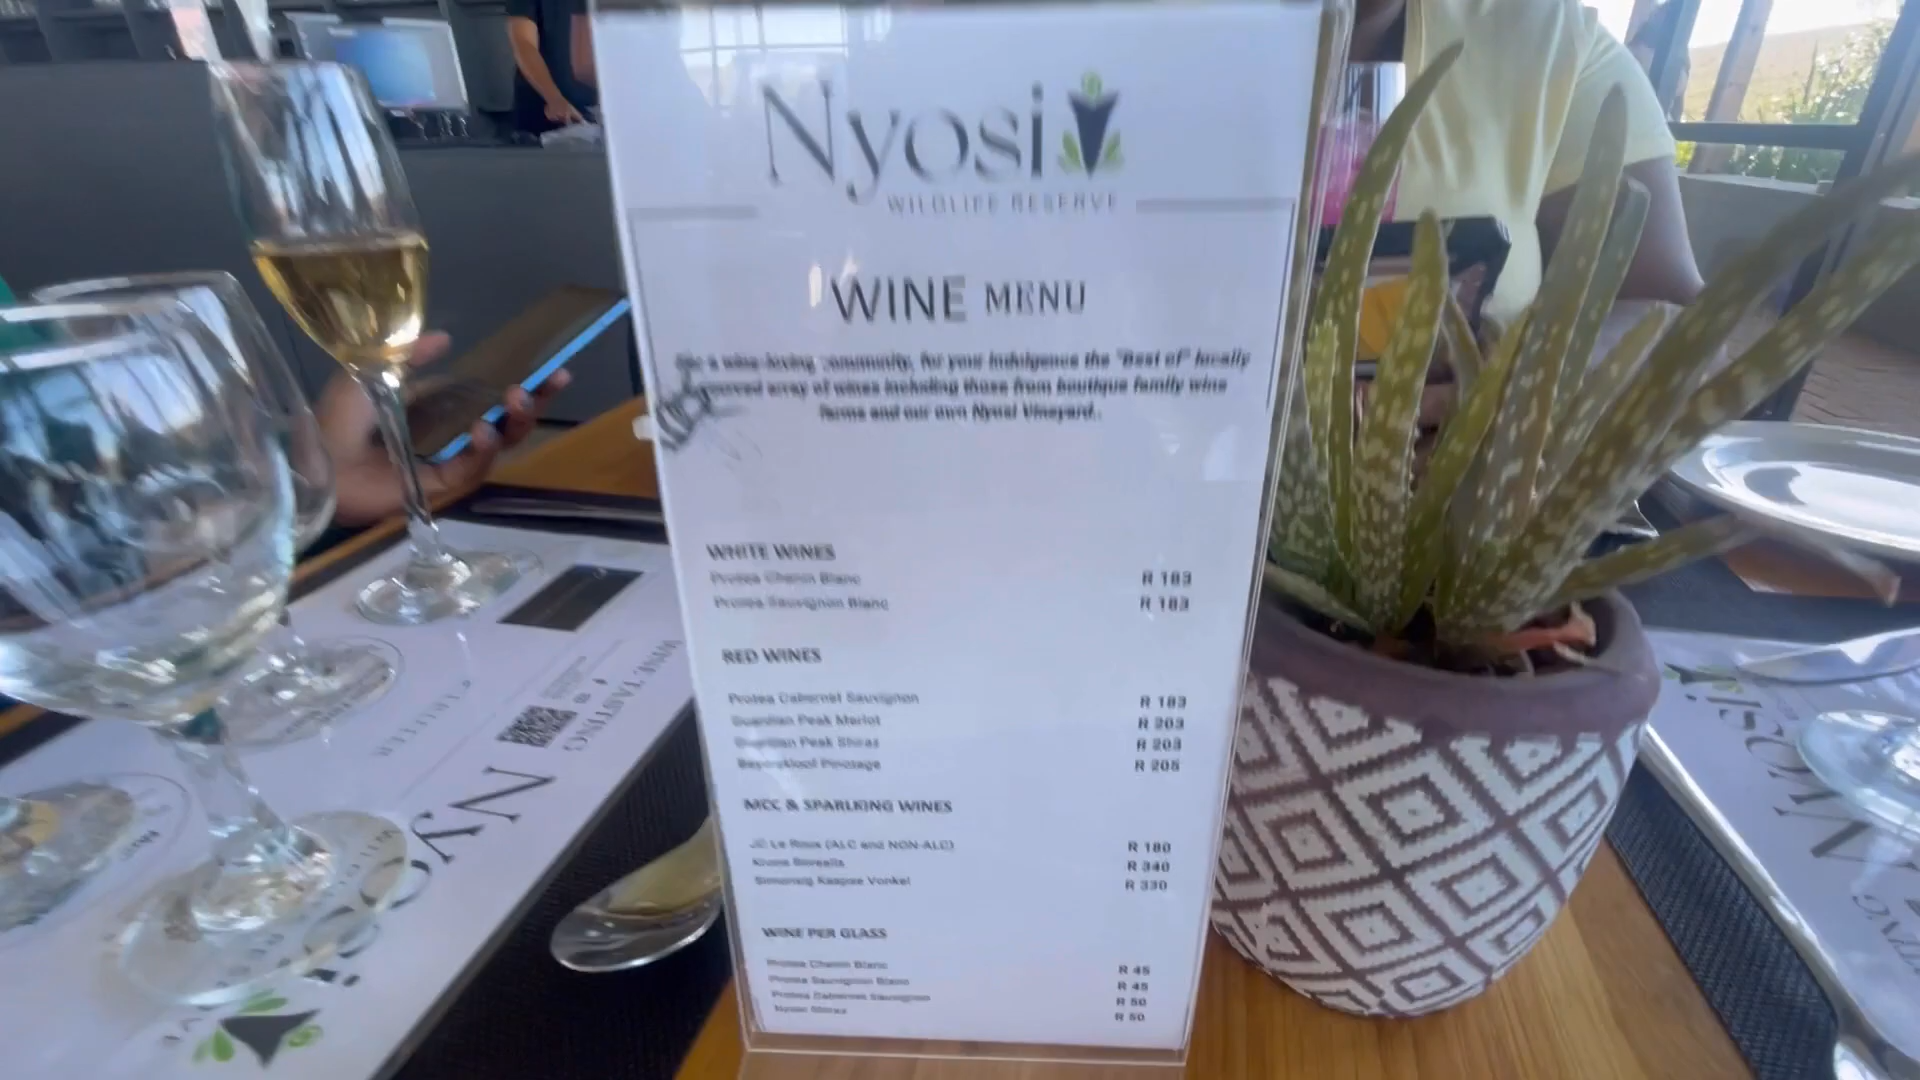 Nyosi
WILDLIFE RESERVE
WINE MENU
a wine-loving community, for your indulgence the "Best of" locally
sourced array of wines including those from boutique family wine
farms and our own Nyosi Vineyard..
WHITE WINES
Protea Chenin Blanc R 183
Protea Sauvignon Blanc R 183
RED WINES
Protea Cabernet Sauvignon R 183
Guardian Peak Merlot R 203
Guardian Peak Shiraz R 203
Beyerskloof Pinotage R 205
MCC & SPARLKING WINES
JC Le Roux (ALC and NON-ALC) R 180
Krone Borealis R 340
Simonsig Kaapse Vonkel R 330
WINE PER GLASS
Protea Chenin Blanc R 45
Protea Sauvignon Blanc R 45
Protea Cabernet Sauvignon R 50
Nyosi Shiraz R 50
WINE TASTING
Nyosi